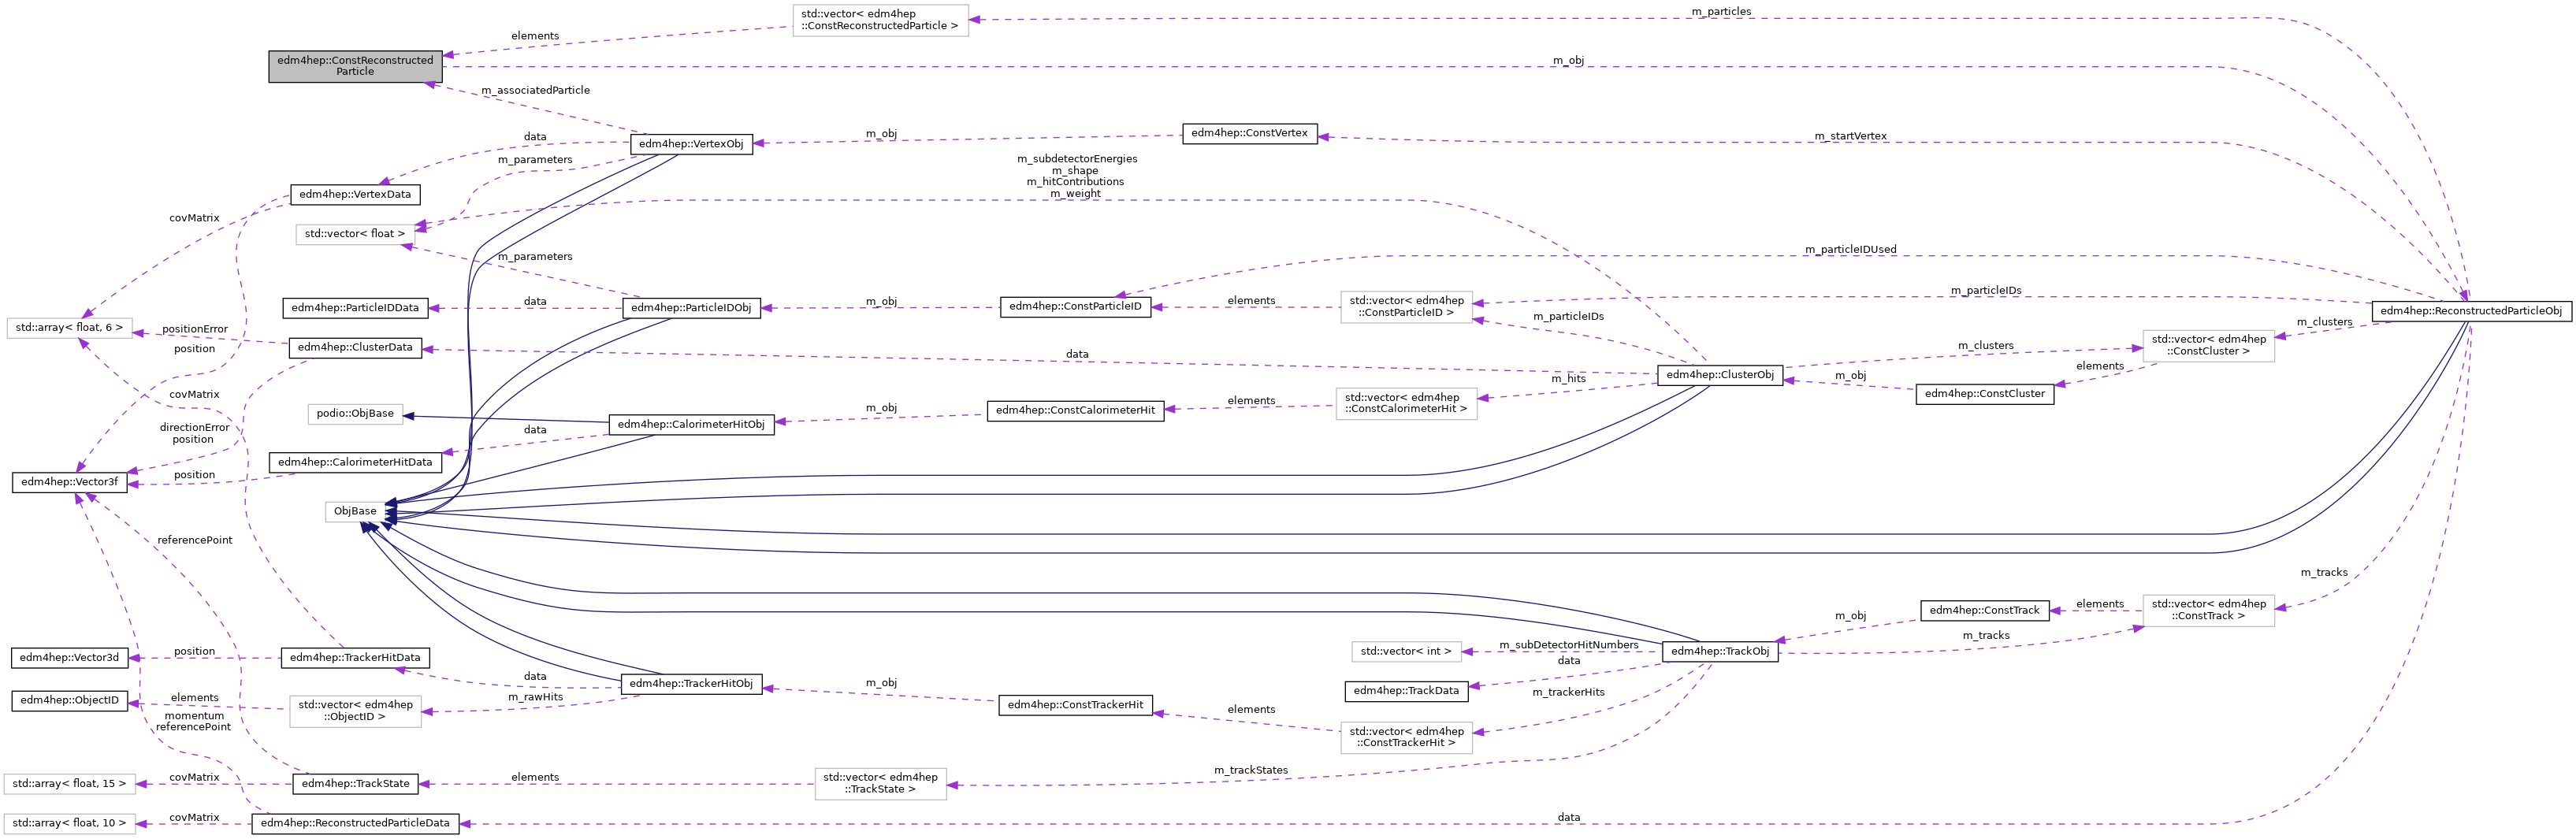 std::vector< edm4hep
::ConstReconstructedParticle >
m_particles
elements
edm4hep::ConstReconstructed
Particle
m_obj
m_associatedParticle
data
edm4hep::VertexObj
m_obj
edm4hep::ConstVertex
m_startVertex
m_parameters
m_subdetectorEnergies
m_shape
m_hitContributions
m_weight
edm4hep::VertexData
covMatrix
std::vector< float >
m_parameters
m_particleIDUsed
edm4hep::ParticleIDData
data
edm4hep::ParticleIDObj
m_obj
edm4hep::ConstParticleID
elements
std::vector< edm4hep
::ConstParticleID >
m_particleIDs
edm4hep::ReconstructedParticleObj
std::array< float, 6 >
positionError
position
m_particleIDs
m_clusters
edm4hep::ClusterData
data
m_clusters
std::vector< edm4hep
::ConstCluster >
elements
edm4hep::ClusterObj
m_obj
edm4hep::ConstCluster
covMatrix
m_hits
podio::ObjBase
edm4hep::CalorimeterHitObj
m_obj
edm4hep::ConstCalorimeterHit
elements
std::vector< edm4hep
::ConstCalorimeterHit >
directionError
position
data
edm4hep::CalorimeterHitData
position
edm4hep::Vector3f
ObjBase
referencePoint
m_tracks
std::vector< edm4hep
::ConstTrack >
elements
edm4hep::ConstTrack
m_obj
m_tracks
edm4hep::TrackObj
m_subDetectorHitNumbers
std::vector< int >
data
edm4hep::TrackData
m_trackerHits
edm4hep::Vector3d
position
edm4hep::TrackerHitData
data
edm4hep::TrackerHitObj
m_obj
edm4hep::ConstTrackerHit
elements
std::vector< edm4hep
::ConstTrackerHit >
edm4hep::ObjectID
elements
std::vector< edm4hep
::ObjectID >
m_rawHits
momentum
referencePoint
std::array< float, 15 >
covMatrix
edm4hep::TrackState
elements
std::vector< edm4hep
::TrackState >
m_trackStates
std::array< float, 10 >
covMatrix
edm4hep::ReconstructedParticleData
data